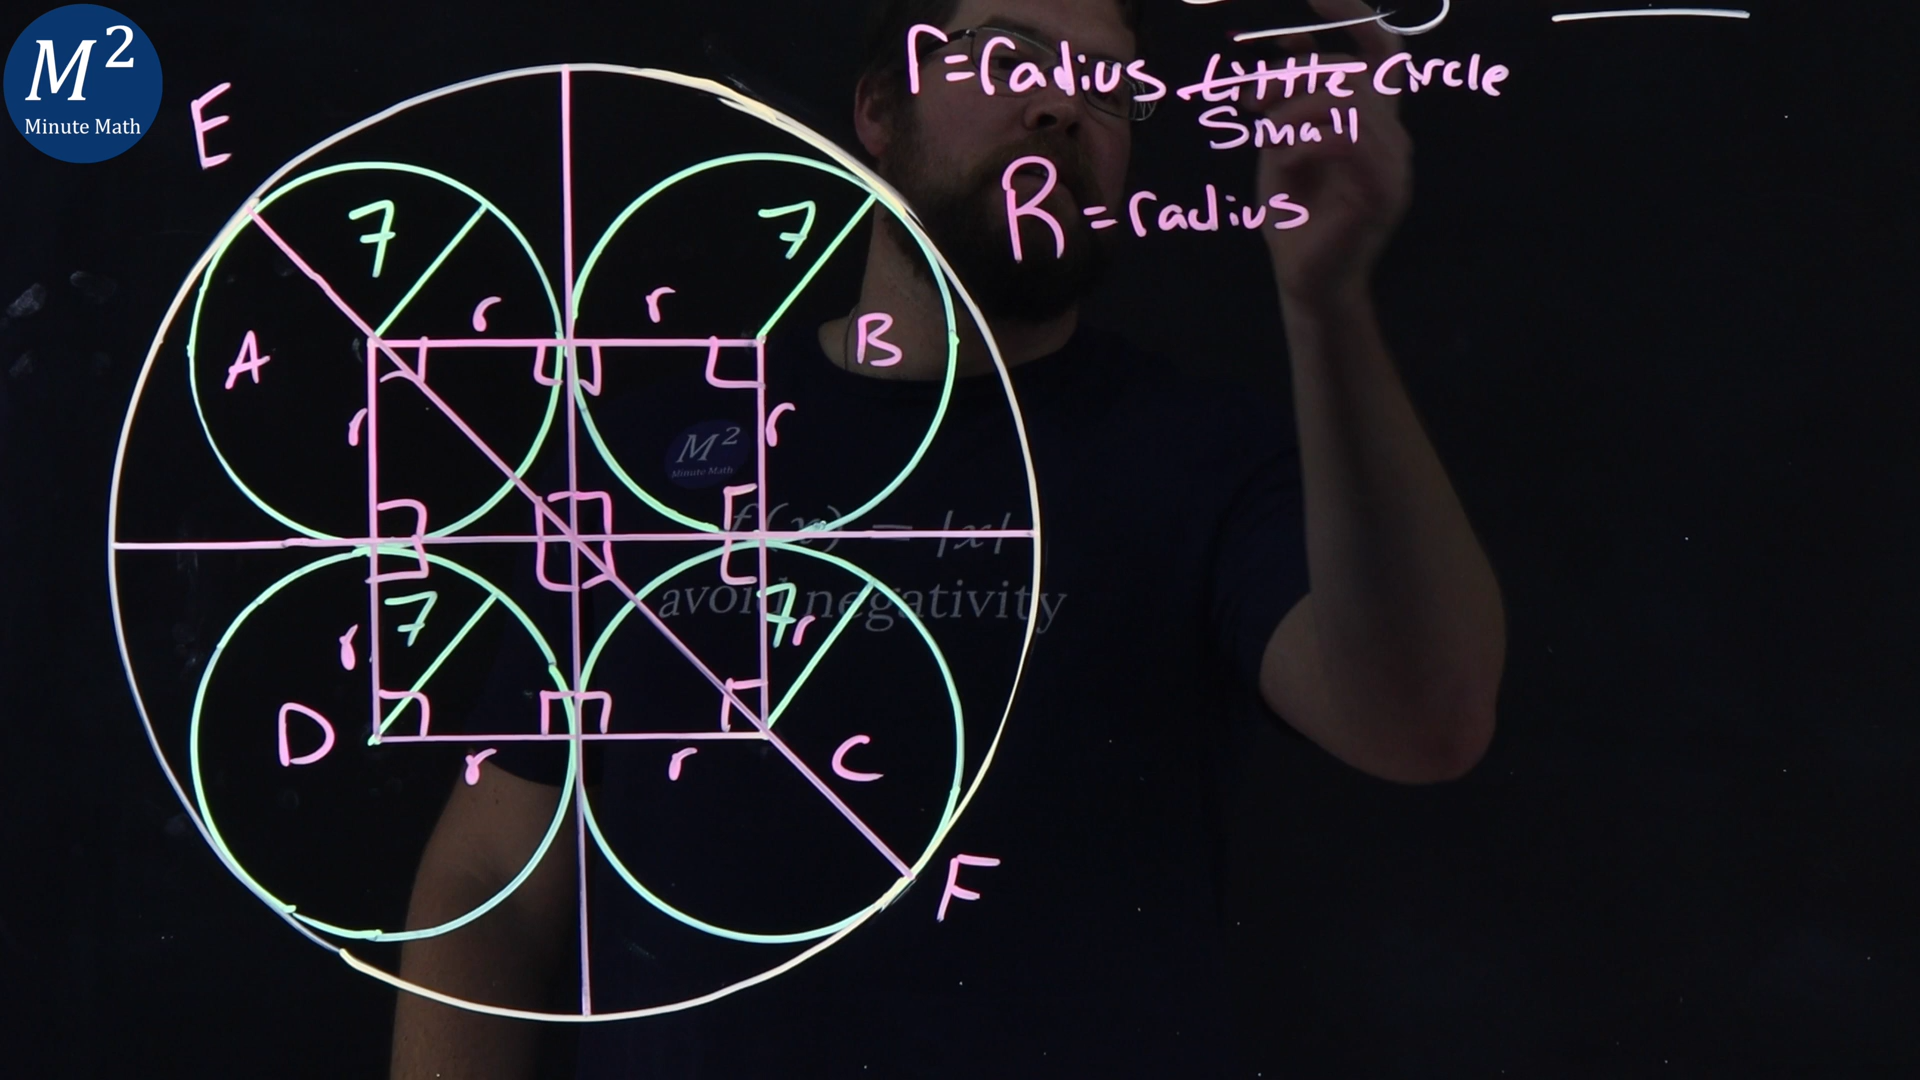 M²
Minute Math
r=radius Little Circle
Small
R=radius
E
7
7
r
r
A
B
r
r
M²
Minute Math
f(x) = |x|
avoid negativity
7
7
r
r
D
C
r
r
F